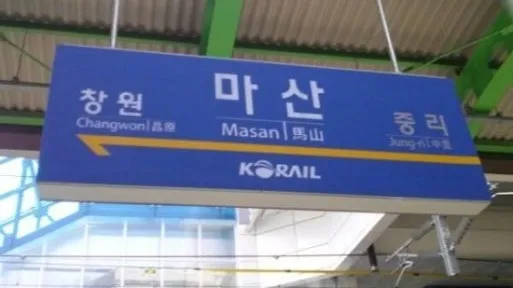 창원
Changwon|昌原
마산
Masan|馬山
중리
Jung-ri|中里
KORAIL